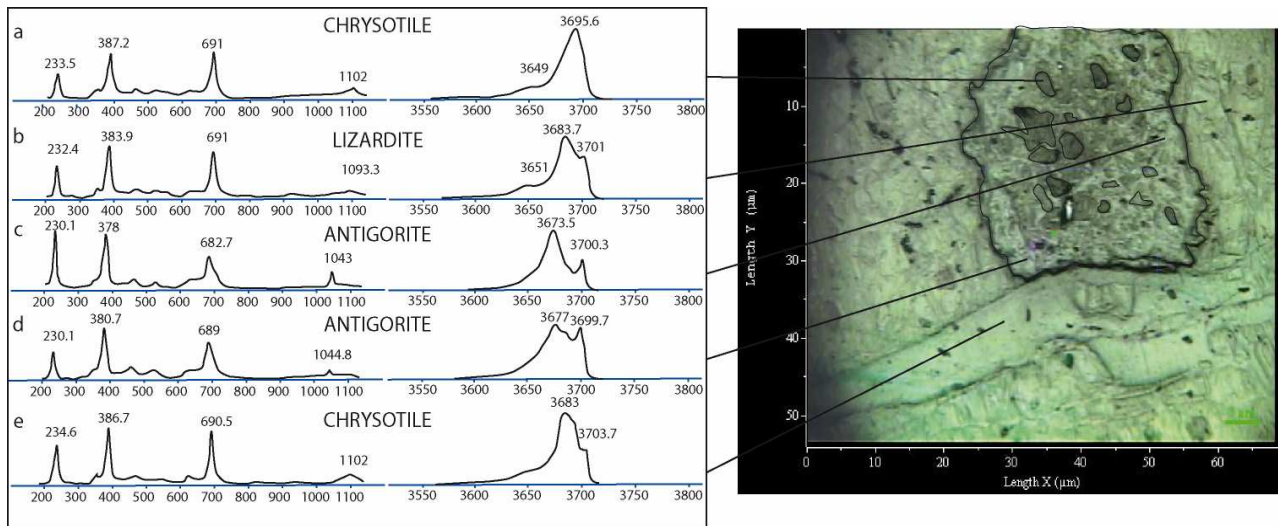 a
CHRYSOTILE
233.5 387.2 691 1102 3649 3695.6
200 300 400 500 600 700 800 900 1000 1100 3550 3600 3650 3700 3750 3800
b
LIZARDITE
232.4 383.9 691 1093.3 3651 3683.7 3701
200 300 400 500 600 700 800 900 1000 1100 3550 3600 3650 3700 3750 3800
c
ANTIGORITE
230.1 378 682.7 1043 3673.5 3700.3
200 300 400 500 600 700 800 900 1000 1100 3550 3600 3650 3700 3750 3800
d
ANTIGORITE
230.1 380.7 689 1044.8 3677 3699.7
200 300 400 500 600 700 800 900 1000 1100 3550 3600 3650 3700 3750 3800
e
CHRYSOTILE
234.6 386.7 690.5 1102 3683 3703.7
200 300 400 500 600 700 800 900 1000 1100 3550 3600 3650 3700 3750 3800
Length Y (µm)
10
20
30
40
50
0 10 20 30 40 50 60
Length X (µm)